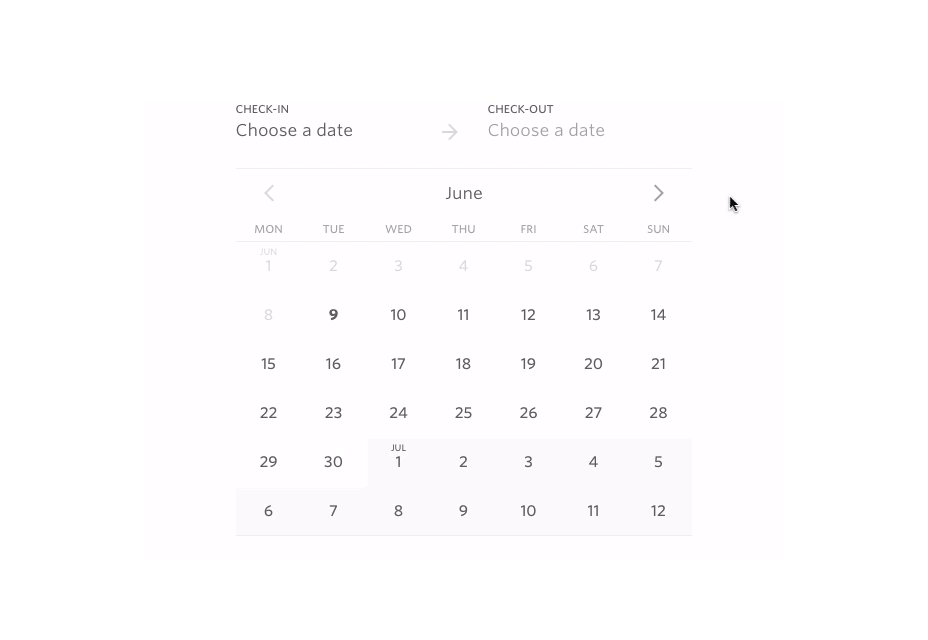 CHECK-IN CHECK-OUT
Choose a date Choose a date
June
MON TUE WED THU FRI SAT SUN
JUN
1 2 3 4 5 6 7
8 9 10 11 12 13 14
15 16 17 18 19 20 21
22 23 24 25 26 27 28
JUL
29 30 1 2 3 4 5
6 7 8 9 10 11 12